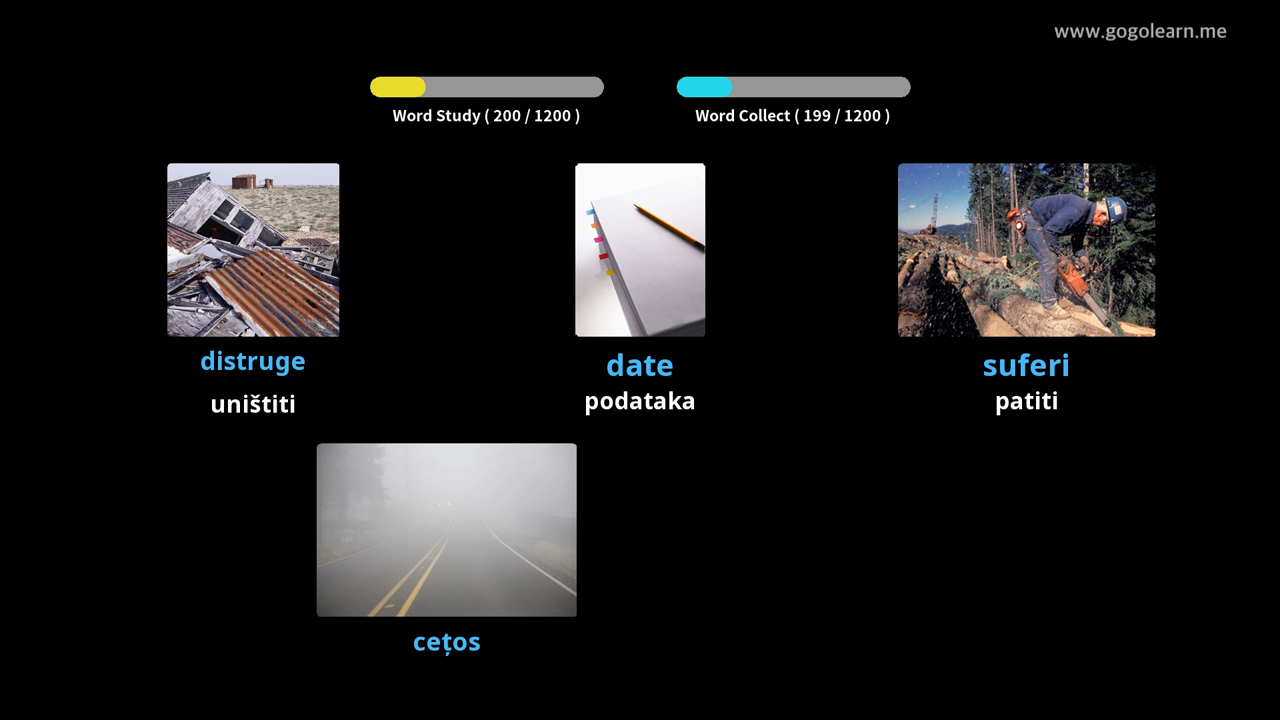 www.gogolearn.me
Word Study ( 200 / 1200 )
Word Collect ( 199 / 1200 )
distruge
uništiti
date
podataka
suferi
patiti
cețos